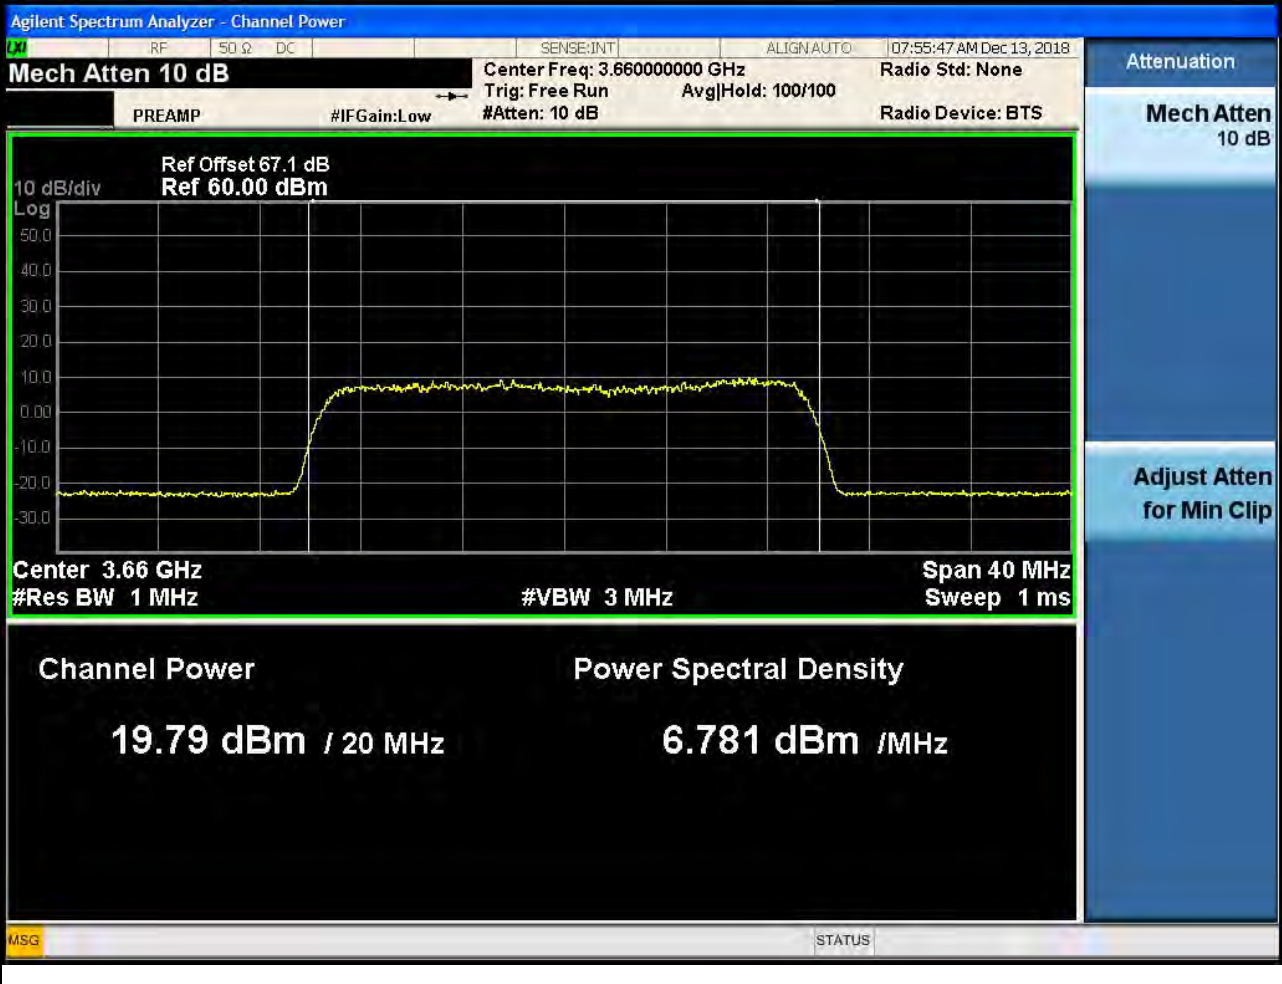 Agilent Spectrum Analyzer - Channel Power
LXI RF 50 Ω DC SENSE:INT ALIGN AUTO 07:55:47 AM Dec 13, 2018
Mech Atten 10 dB
Center Freq: 3.660000000 GHz Radio Std: None
Trig: Free Run Avg|Hold: 100/100
PREAMP #IFGain:Low #Atten: 10 dB Radio Device: BTS
Attenuation
Mech Atten
10 dB
Ref Offset 67.1 dB
10 dB/div Ref 60.00 dBm
Log
50.0
40.0
30.0
20.0
10.0
0.00
-10.0
-20.0
-30.0
Adjust Atten
for Min Clip
Center 3.66 GHz Span 40 MHz
#Res BW 1 MHz #VBW 3 MHz Sweep 1 ms
Channel Power Power Spectral Density
19.79 dBm / 20 MHz 6.781 dBm /MHz
MSG STATUS